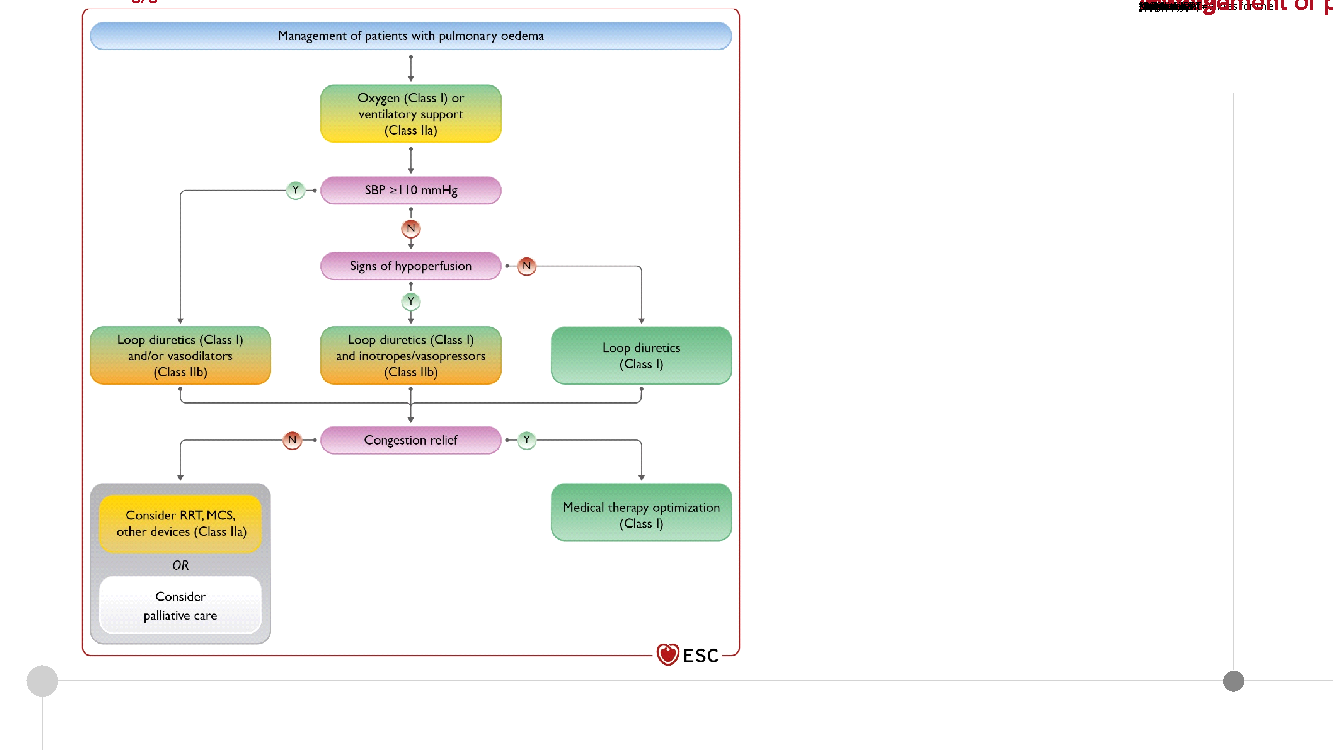 Management of patients with pulmonary oedema
Oxygen (Class I) or
ventilatory support
(Class IIa)
Y
SBP ≥110 mmHg
N
Signs of hypoperfusion
N
Y
Loop diuretics (Class I)
and/or vasodilators
(Class IIb)
Loop diuretics (Class I)
and inotropes/vasopressors
(Class IIb)
Loop diuretics
(Class I)
N
Congestion relief
Y
Consider RRT, MCS,
other devices (Class IIa)
OR
Consider
palliative care
Medical therapy optimization
(Class I)
ESC